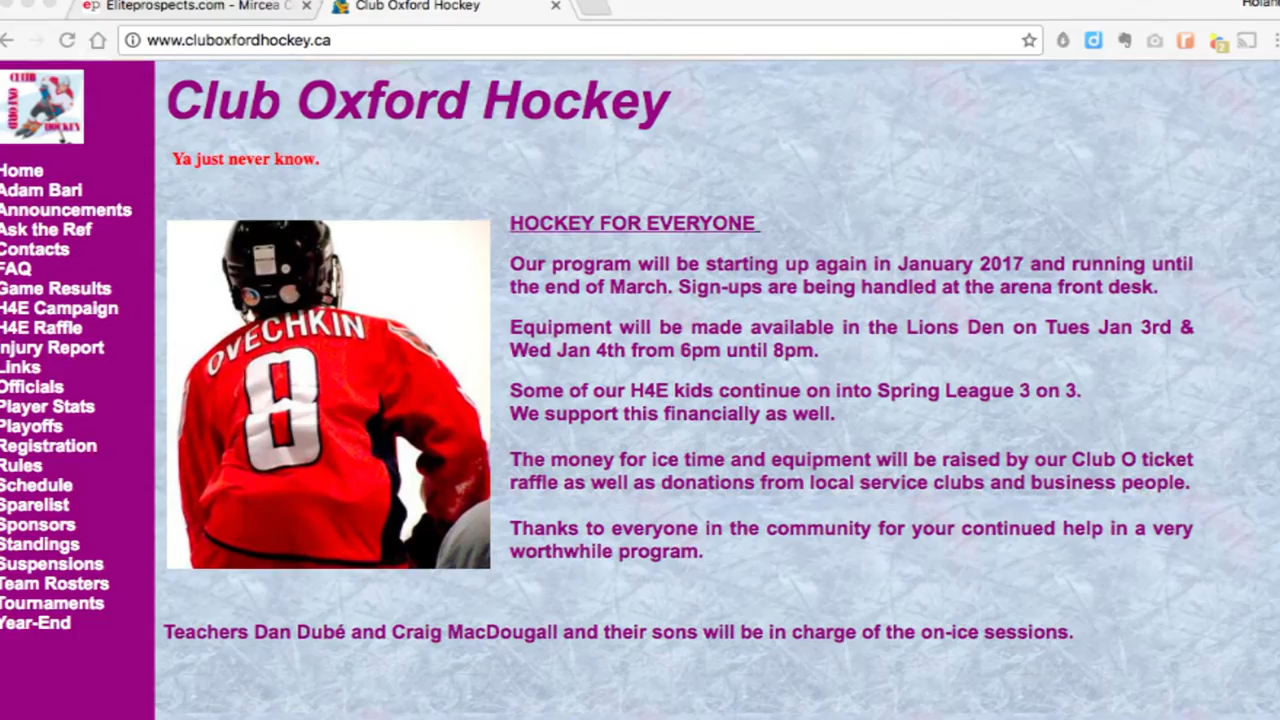 Eliteprospects.com - Mircea C
Club Oxford Hockey
Roland
www.cluboxfordhockey.ca
CLUB
OXFORD
HOCKEY
Club Oxford Hockey
Ya just never know.
Home
Adam Bari
Announcements
Ask the Ref
Contacts
FAQ
Game Results
H4E Campaign
H4E Raffle
Injury Report
Links
Officials
Player Stats
Playoffs
Registration
Rules
Schedule
Sparelist
Sponsors
Standings
Suspensions
Team Rosters
Tournaments
Year-End
OVECHKIN
8
HOCKEY FOR EVERYONE
Our program will be starting up again in January 2017 and running until
the end of March. Sign-ups are being handled at the arena front desk.
Equipment will be made available in the Lions Den on Tues Jan 3rd &
Wed Jan 4th from 6pm until 8pm.
Some of our H4E kids continue on into Spring League 3 on 3.
We support this financially as well.
The money for ice time and equipment will be raised by our Club O ticket
raffle as well as donations from local service clubs and business people.
Thanks to everyone in the community for your continued help in a very
worthwhile program.
Teachers Dan Dubé and Craig MacDougall and their sons will be in charge of the on-ice sessions.